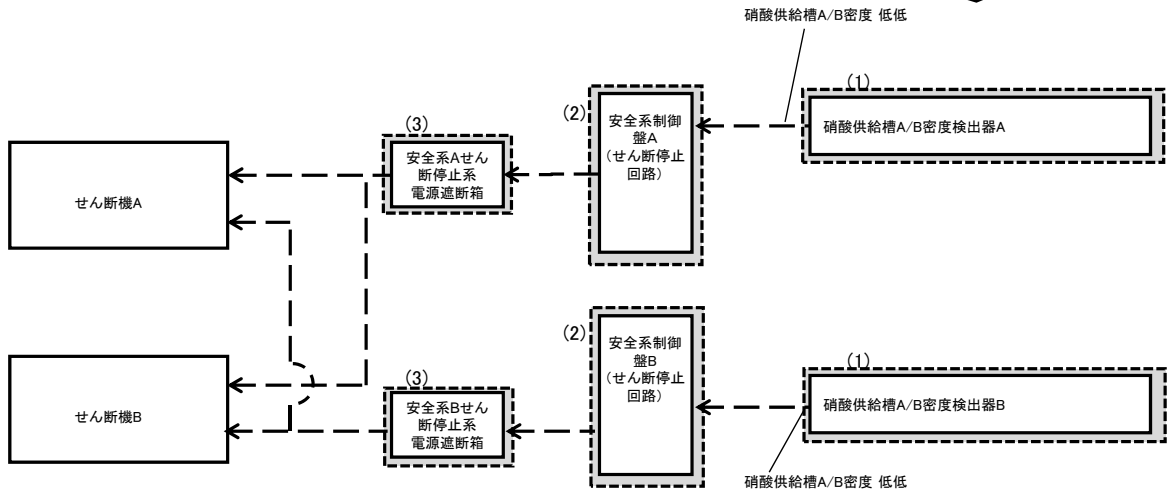 硝酸供給槽A/B密度 低低
(1)
硝酸供給槽A/B密度検出器A
(2)
安全系制御
盤A
(せん断停止
回路)
(3)
安全系Aせん
断停止系
電源遮断箱
せん断機A
(1)
硝酸供給槽A/B密度検出器B
(2)
安全系制御
盤B
(せん断停止
回路)
(3)
安全系Bせん
断停止系
電源遮断箱
せん断機B
硝酸供給槽A/B密度 低低